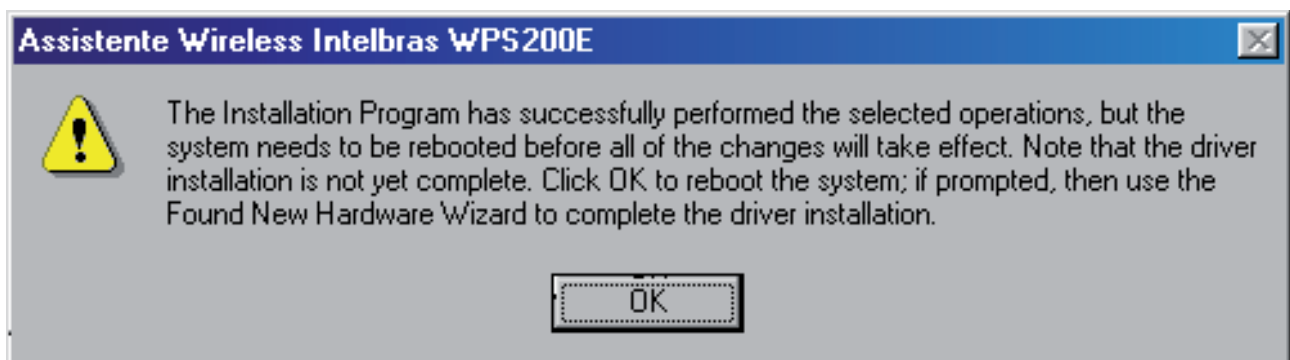 Assistente Wireless Intelbras WPS200E
The Installation Program has successfully performed the selected operations, but the
system needs to be rebooted before all of the changes will take effect. Note that the driver
installation is not yet complete. Click OK to reboot the system; if prompted, then use the
Found New Hardware Wizard to complete the driver installation.
OK